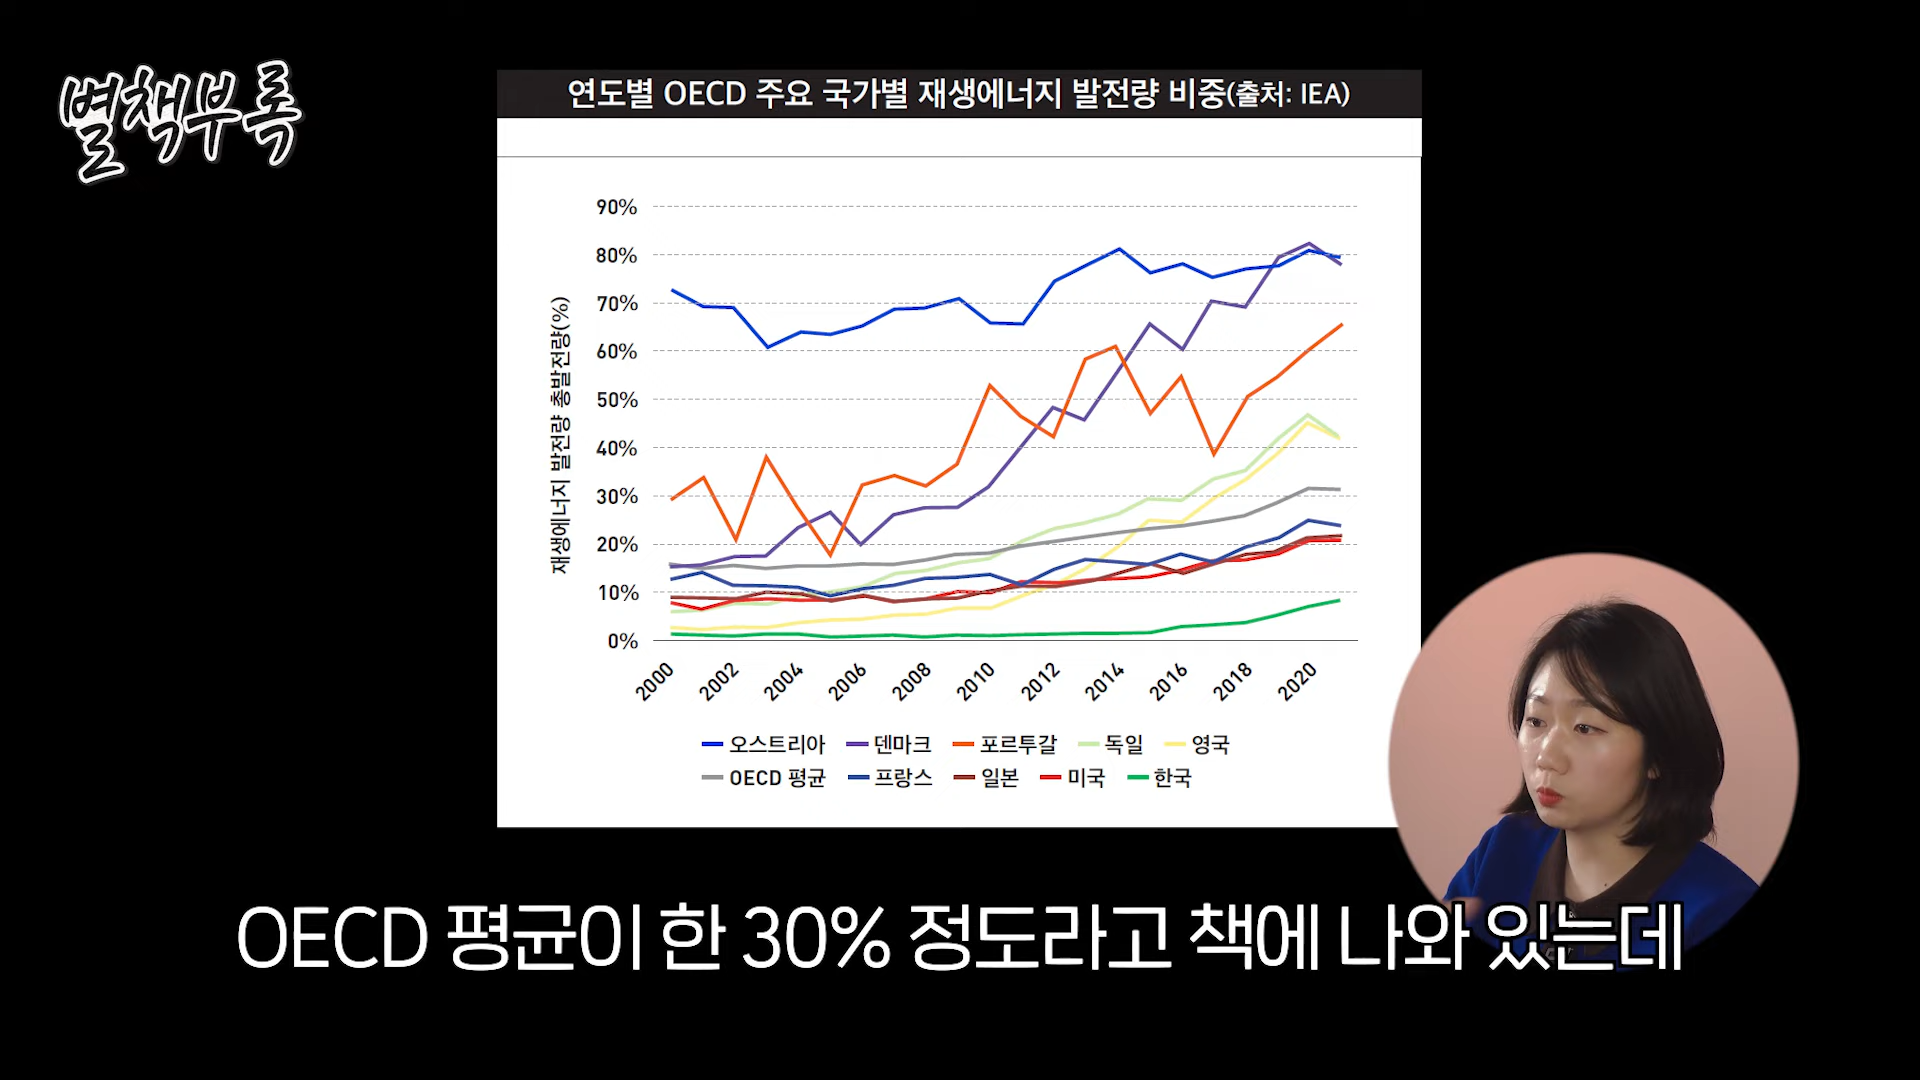 별책부록
연도별 OECD 주요 국가별 재생에너지 발전량 비중(출처: IEA)
재생에너지 발전량 총발전량(%)
90%
80%
70%
60%
50%
40%
30%
20%
10%
0%
2000 2002 2004 2006 2008 2010 2012 2014 2016 2018 2020
오스트리아 덴마크 포르투갈 독일 영국
OECD 평균 프랑스 일본 미국 한국
OECD 평균이 한 30% 정도라고 책에 나와 있는데